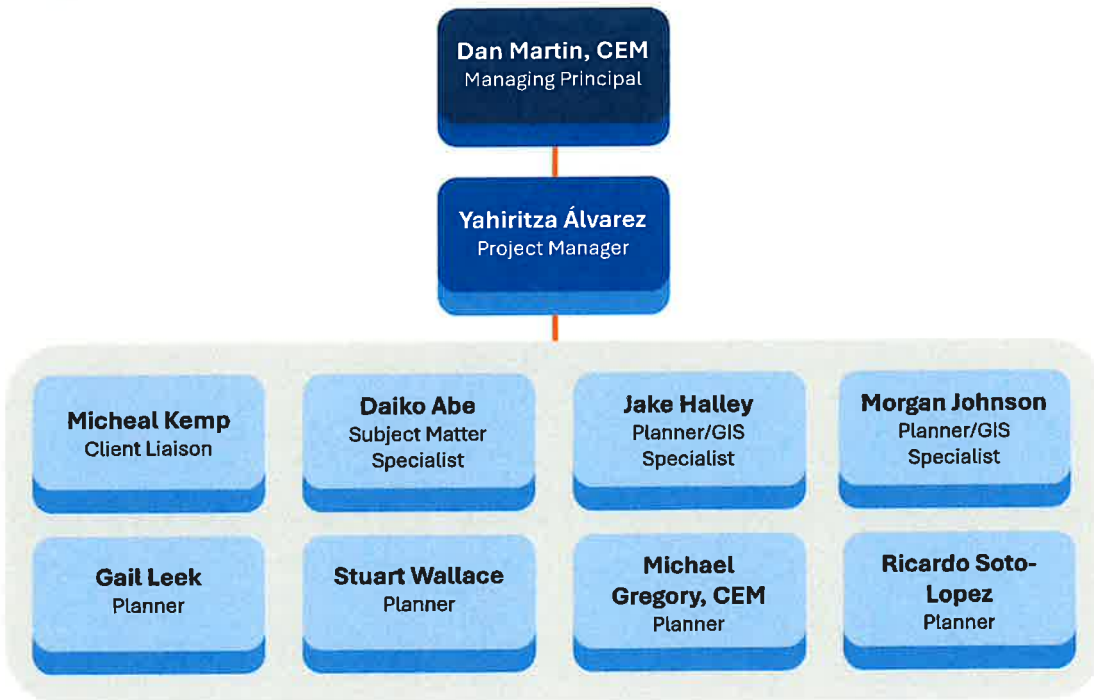 Dan Martin, CEM
Managing Principal
Yahiritza Álvarez
Project Manager
Micheal Kemp
Client Liaison
Daiko Abe
Subject Matter
Specialist
Jake Halley
Planner/GIS
Specialist
Morgan Johnson
Planner/GIS
Specialist
Gail Leek
Planner
Stuart Wallace
Planner
Michael
Gregory, CEM
Planner
Ricardo Soto-
Lopez
Planner